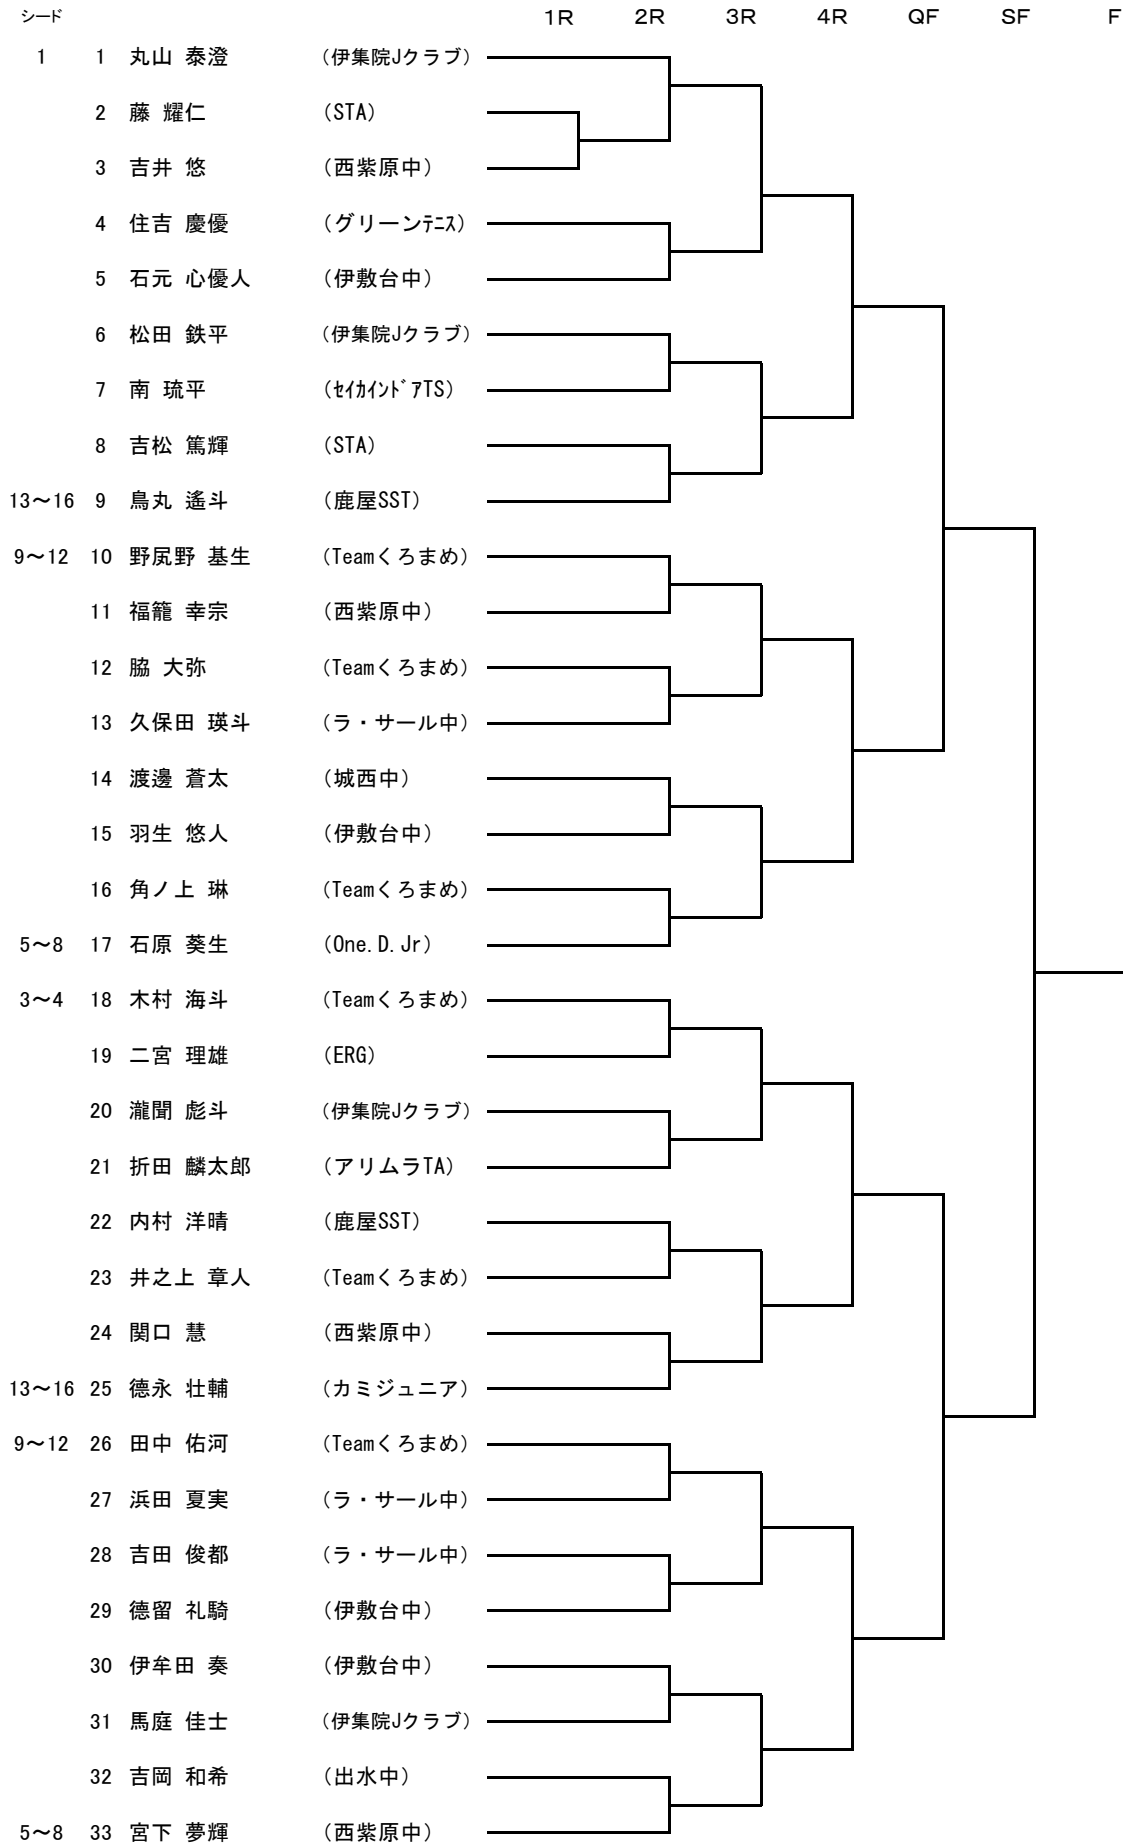 シード 1R 2R 3R 4R QF SF F
1 1 丸山 泰澄 (伊集院Jクラブ)
2 藤 耀仁 (STA)
3 吉井 悠 (西紫原中)
4 住吉 慶優 (グリーンﾃﾆｽ)
5 石元 心優人 (伊敷台中)
6 松田 鉄平 (伊集院Jクラブ)
7 南 琉平 (ｾｲｶｲﾝﾄﾞｱTS)
8 吉松 篤輝 (STA)
13～16 9 鳥丸 遙斗 (鹿屋SST)
9～12 10 野尻野 基生 (Teamくろまめ)
11 福籠 幸宗 (西紫原中)
12 脇 大弥 (Teamくろまめ)
13 久保田 瑛斗 (ラ・サール中)
14 渡邊 蒼太 (城西中)
15 羽生 悠人 (伊敷台中)
16 角ノ上 琳 (Teamくろまめ)
5～8 17 石原 葵生 (One.D.Jr)
3～4 18 木村 海斗 (Teamくろまめ)
19 二宮 理雄 (ERG)
20 瀧聞 彪斗 (伊集院Jクラブ)
21 折田 麟太郎 (アリムラTA)
22 内村 洋晴 (鹿屋SST)
23 井之上 章人 (Teamくろまめ)
24 関口 慧 (西紫原中)
13～16 25 德永 壮輔 (カミジュニア)
9～12 26 田中 佑河 (Teamくろまめ)
27 浜田 夏実 (ラ・サール中)
28 吉田 俊都 (ラ・サール中)
29 德留 礼騎 (伊敷台中)
30 伊牟田 奏 (伊敷台中)
31 馬庭 佳士 (伊集院Jクラブ)
32 吉岡 和希 (出水中)
5～8 33 宮下 夢輝 (西紫原中)